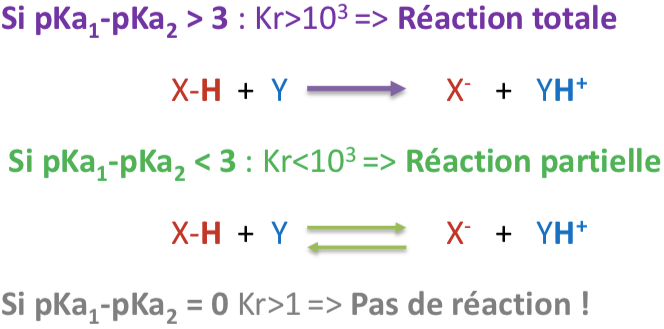 Si pKa₁-pKa₂ > 3 : Kr>10³ => Réaction totale
X-H + Y ⟶ X⁻ + YH⁺
Si pKa₁-pKa₂ < 3 : Kr<10³ => Réaction partielle
X-H + Y ⇌ X⁻ + YH⁺
Si pKa₁-pKa₂ = 0 Kr>1 => Pas de réaction !